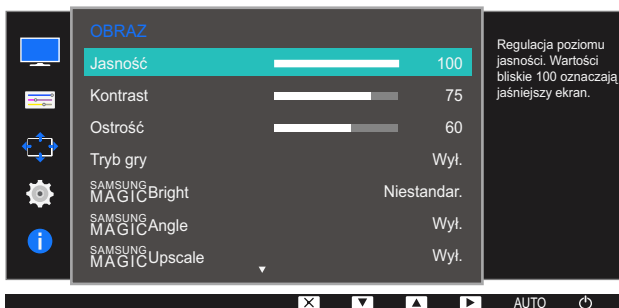 OBRAZ
Jasność 100
Kontrast 75
Ostrość 60
Tryb gry Wył.
SAMSUNG MAGIC Bright Niestandar.
SAMSUNG MAGIC Angle Wył.
SAMSUNG MAGIC Upscale Wył.
Regulacja poziomu
jasności. Wartości
bliskie 100 oznaczają
jaśniejszy ekran.
AUTO